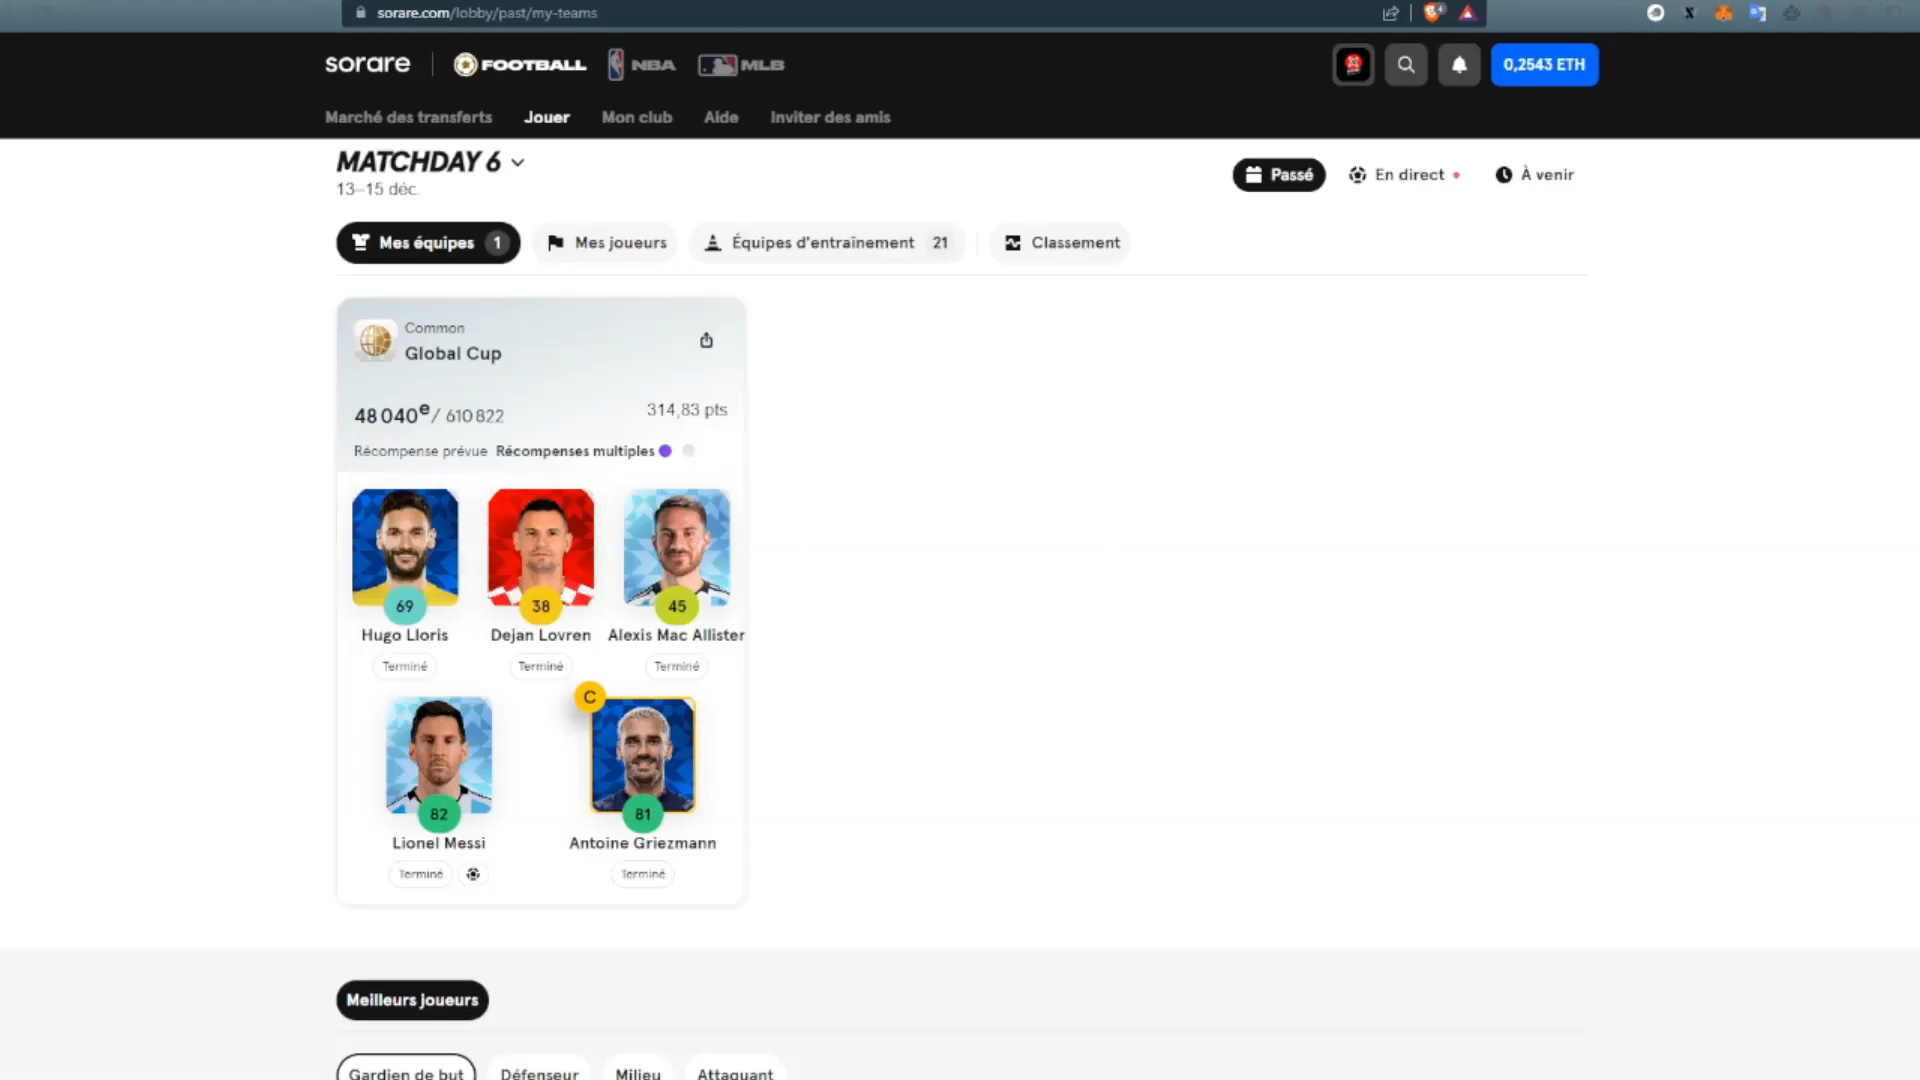 sorare.com/lobby/past/my-teams
sorare FOOTBALL NBA MLB
0,2543 ETH
Marché des transferts Jouer Mon club Aide Inviter des amis
MATCHDAY 6
13–15 déc.
Passé En direct À venir
Mes équipes 1 Mes joueurs Équipes d'entraînement 21 Classement
Common
Global Cup
48 040e/ 610 822 314,83 pts
Récompense prévue Récompenses multiples
69 38 45
Hugo Lloris Dejan Lovren Alexis Mac Allister
Terminé Terminé Terminé
C
82 81
Lionel Messi Antoine Griezmann
Terminé Terminé
Meilleurs joueurs
Gardien de but Défenseur Milieu Attaquant